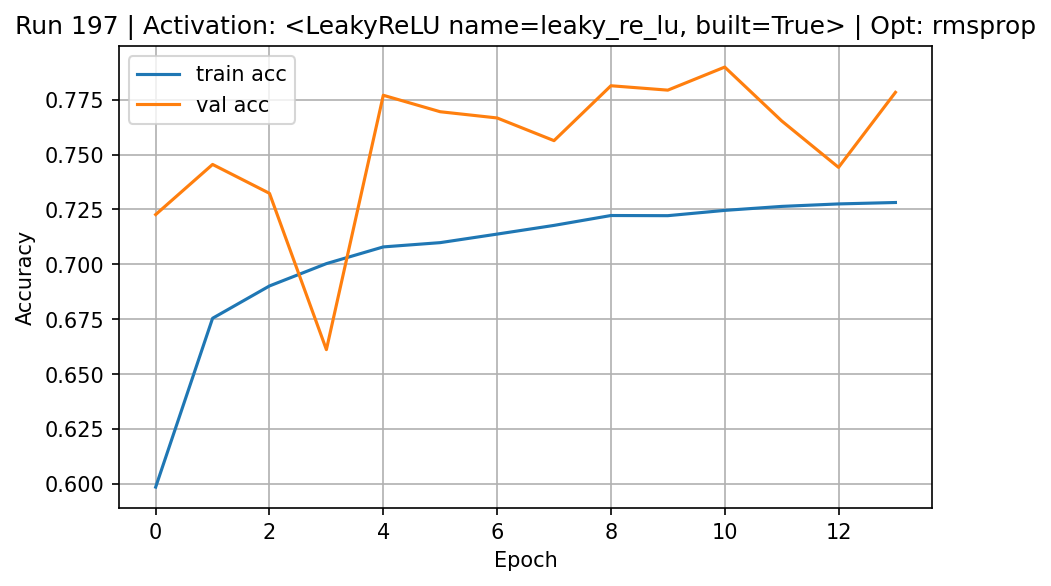 Run 197 | Activation: <LeakyReLU name=leaky_re_lu, built=True> | Opt: rmsprop
train acc
val acc
Accuracy
0.775
0.750
0.725
0.700
0.675
0.650
0.625
0.600
0 2 4 6 8 10 12
Epoch